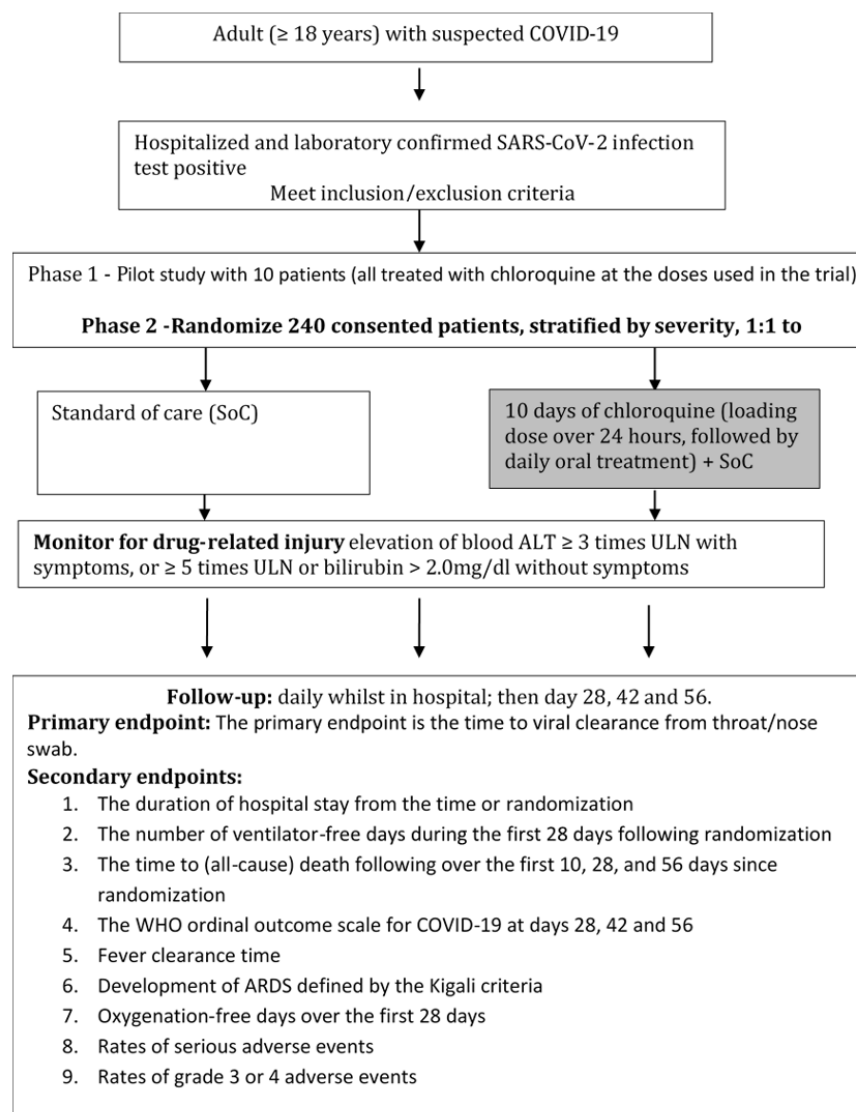 Adult (≥ 18 years) with suspected COVID-19
Hospitalized and laboratory confirmed SARS-CoV-2 infection
test positive
Meet inclusion/exclusion criteria
Phase 1 - Pilot study with 10 patients (all treated with chloroquine at the doses used in the trial)
Phase 2 -Randomize 240 consented patients, stratified by severity, 1:1 to
Standard of care (SoC)
10 days of chloroquine (loading
dose over 24 hours, followed by
daily oral treatment) + SoC
Monitor for drug-related injury elevation of blood ALT ≥ 3 times ULN with
symptoms, or ≥ 5 times ULN or bilirubin > 2.0mg/dl without symptoms
Follow-up: daily whilst in hospital; then day 28, 42 and 56.
Primary endpoint: The primary endpoint is the time to viral clearance from throat/nose
swab.
Secondary endpoints:
1. The duration of hospital stay from the time or randomization
2. The number of ventilator-free days during the first 28 days following randomization
3. The time to (all-cause) death following over the first 10, 28, and 56 days since
randomization
4. The WHO ordinal outcome scale for COVID-19 at days 28, 42 and 56
5. Fever clearance time
6. Development of ARDS defined by the Kigali criteria
7. Oxygenation-free days over the first 28 days
8. Rates of serious adverse events
9. Rates of grade 3 or 4 adverse events